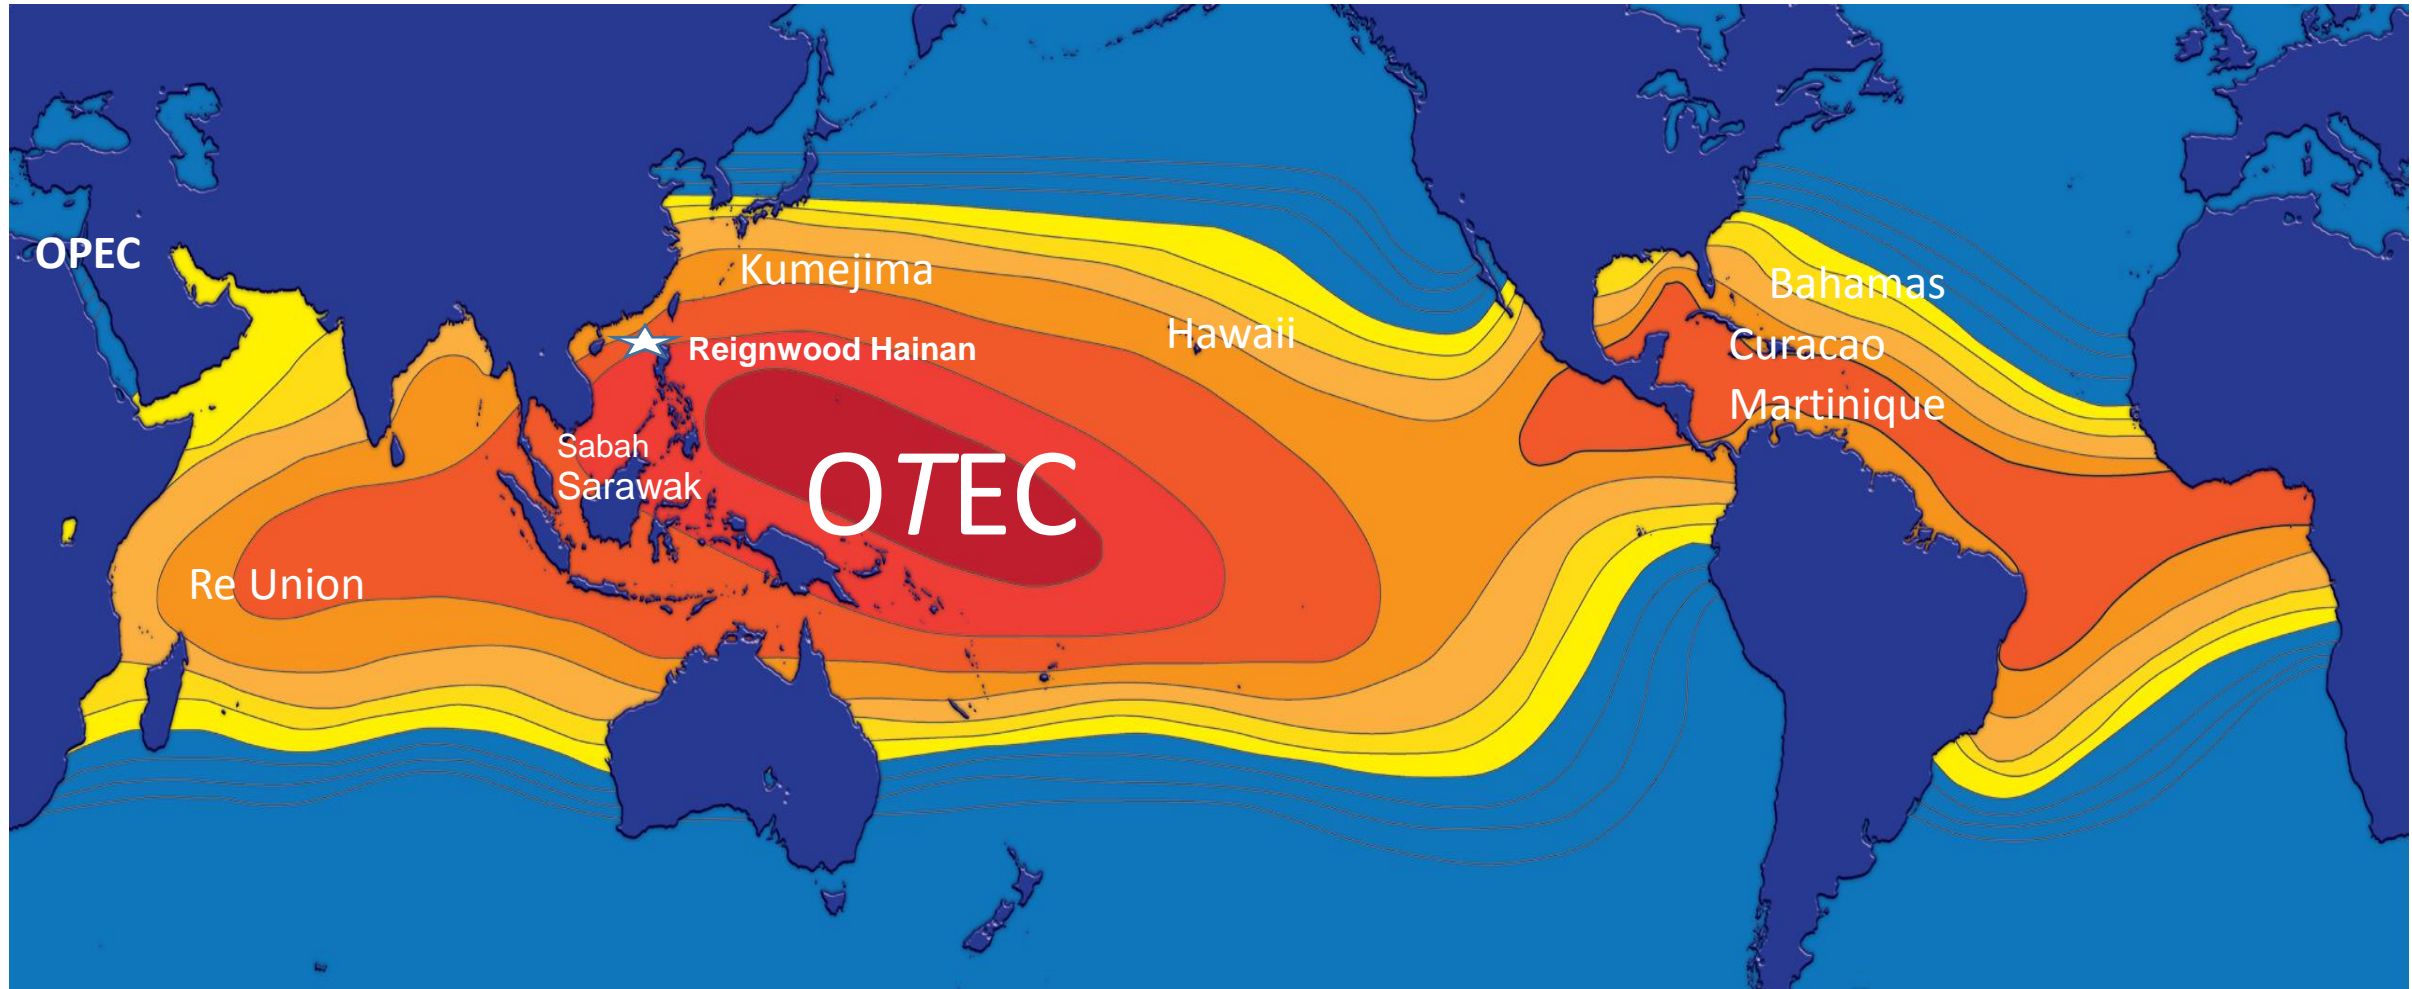 OPEC
Kumejima
Bahamas
Hawaii
Reignwood Hainan
Curacao
Martinique
Sabah
Sarawak
OTEC
Re Union